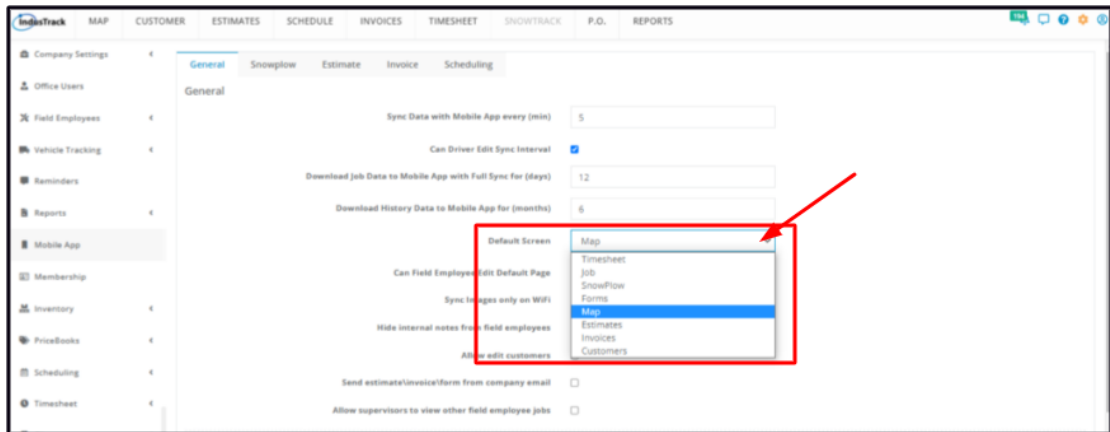 IndusTrack MAP CUSTOMER ESTIMATES SCHEDULE INVOICES TIMESHEET SNOWTRACK P.O. REPORTS
Company Settings
Office Users
Field Employees
Vehicle Tracking
Reminders
Reports
Mobile App
Membership
Inventory
PriceBooks
Scheduling
Timesheet
General Snowplow Estimate Invoice Scheduling
General
Sync Data with Mobile App every (min) 5
Can Driver Edit Sync Interval
Download Job Data to Mobile App with Full Sync for (days) 12
Download History Data to Mobile App for (months) 6
Default Screen Map
Timesheet
Job
SnowPlow
Forms
Map
Estimates
Invoices
Customers
Can Field Employee Edit Default Page
Sync Images only on WiFi
Hide internal notes from field employees
Allow edit customers
Send estimate\invoice\form from company email
Allow supervisors to view other field employee jobs